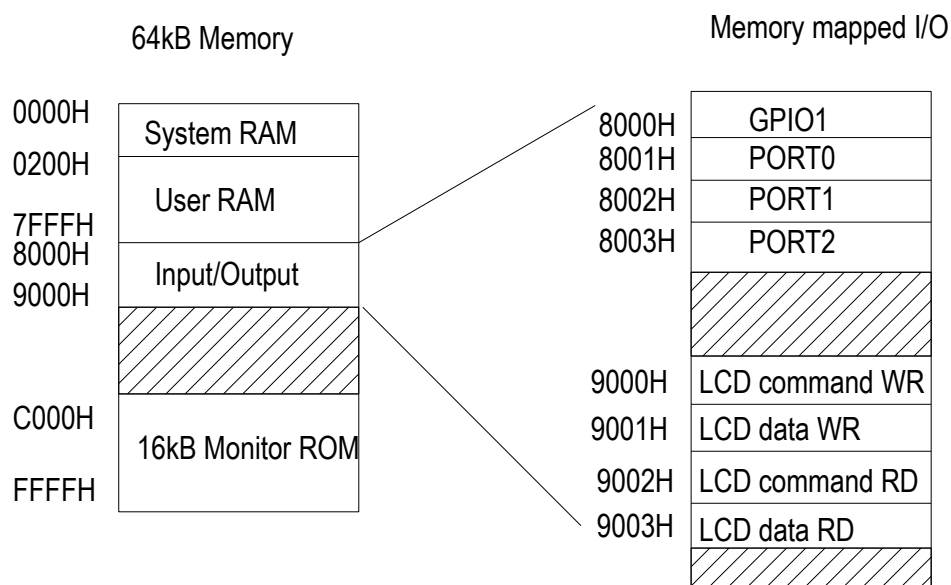 64kB Memory
0000H
System RAM
0200H
User RAM
7FFFH
8000H
Input/Output
9000H
C000H
16kB Monitor ROM
FFFFH
Memory mapped I/O
8000H GPIO1
8001H PORT0
8002H PORT1
8003H PORT2
9000H LCD command WR
9001H LCD data WR
9002H LCD command RD
9003H LCD data RD